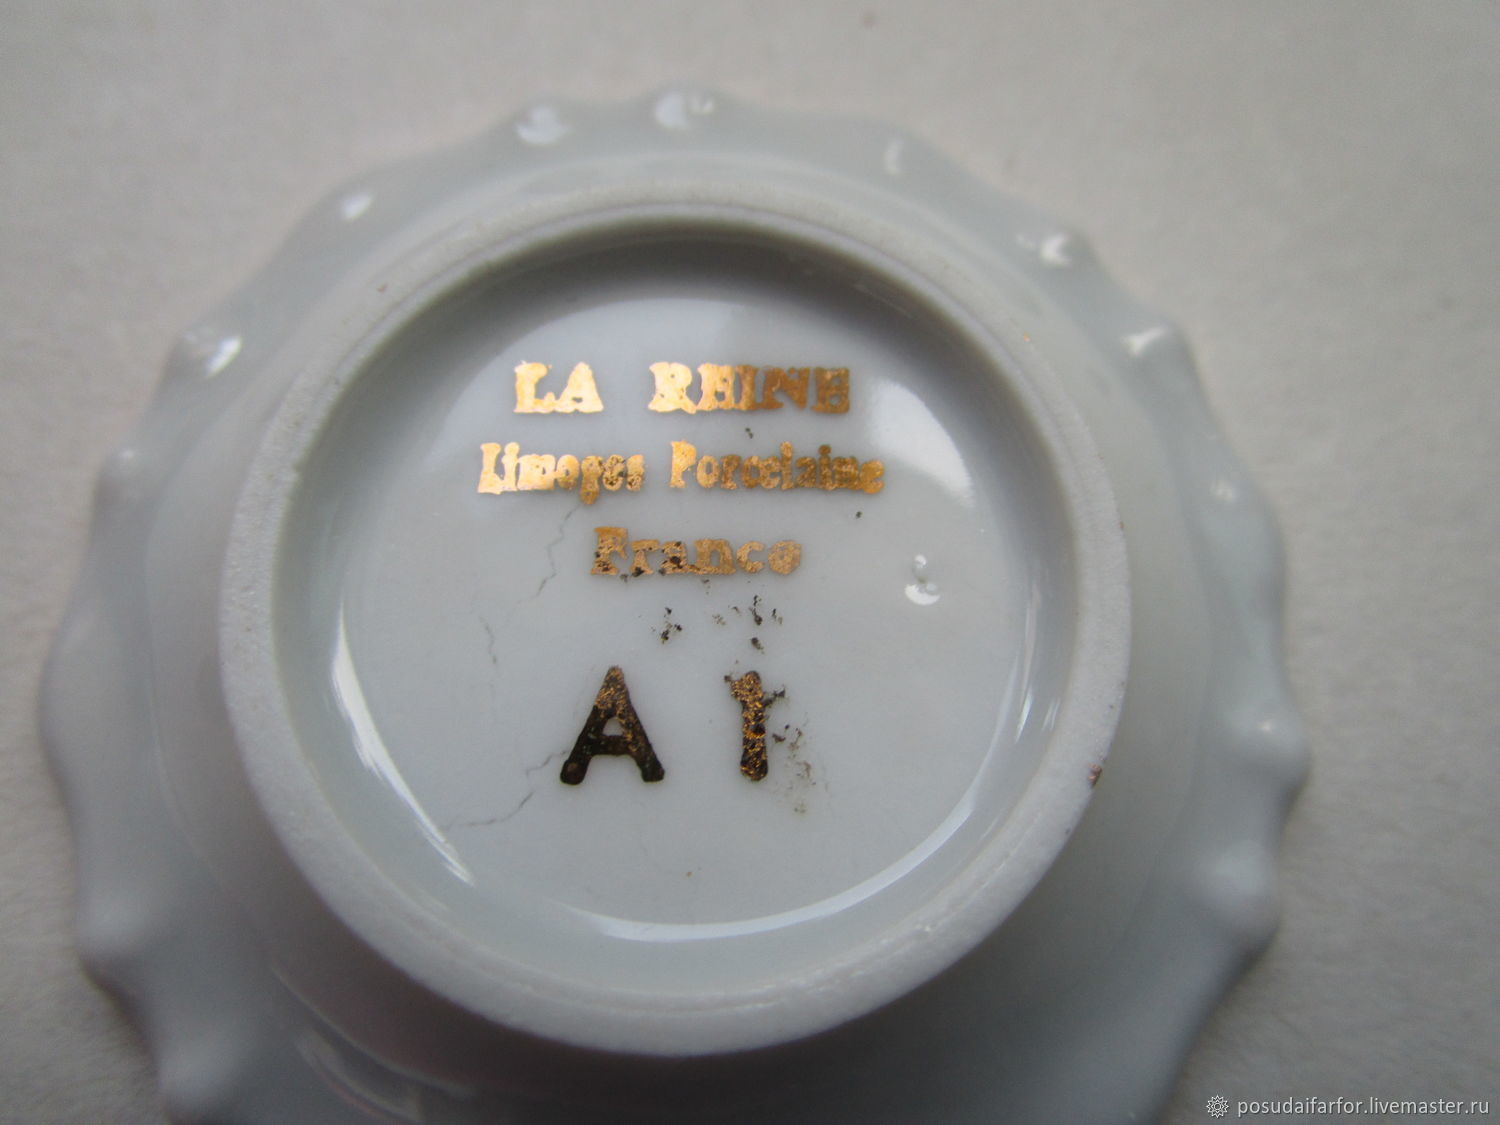 LA REINE
Limoges Porcelaine
France
A 1
posudaifarfor.livemaster.ru